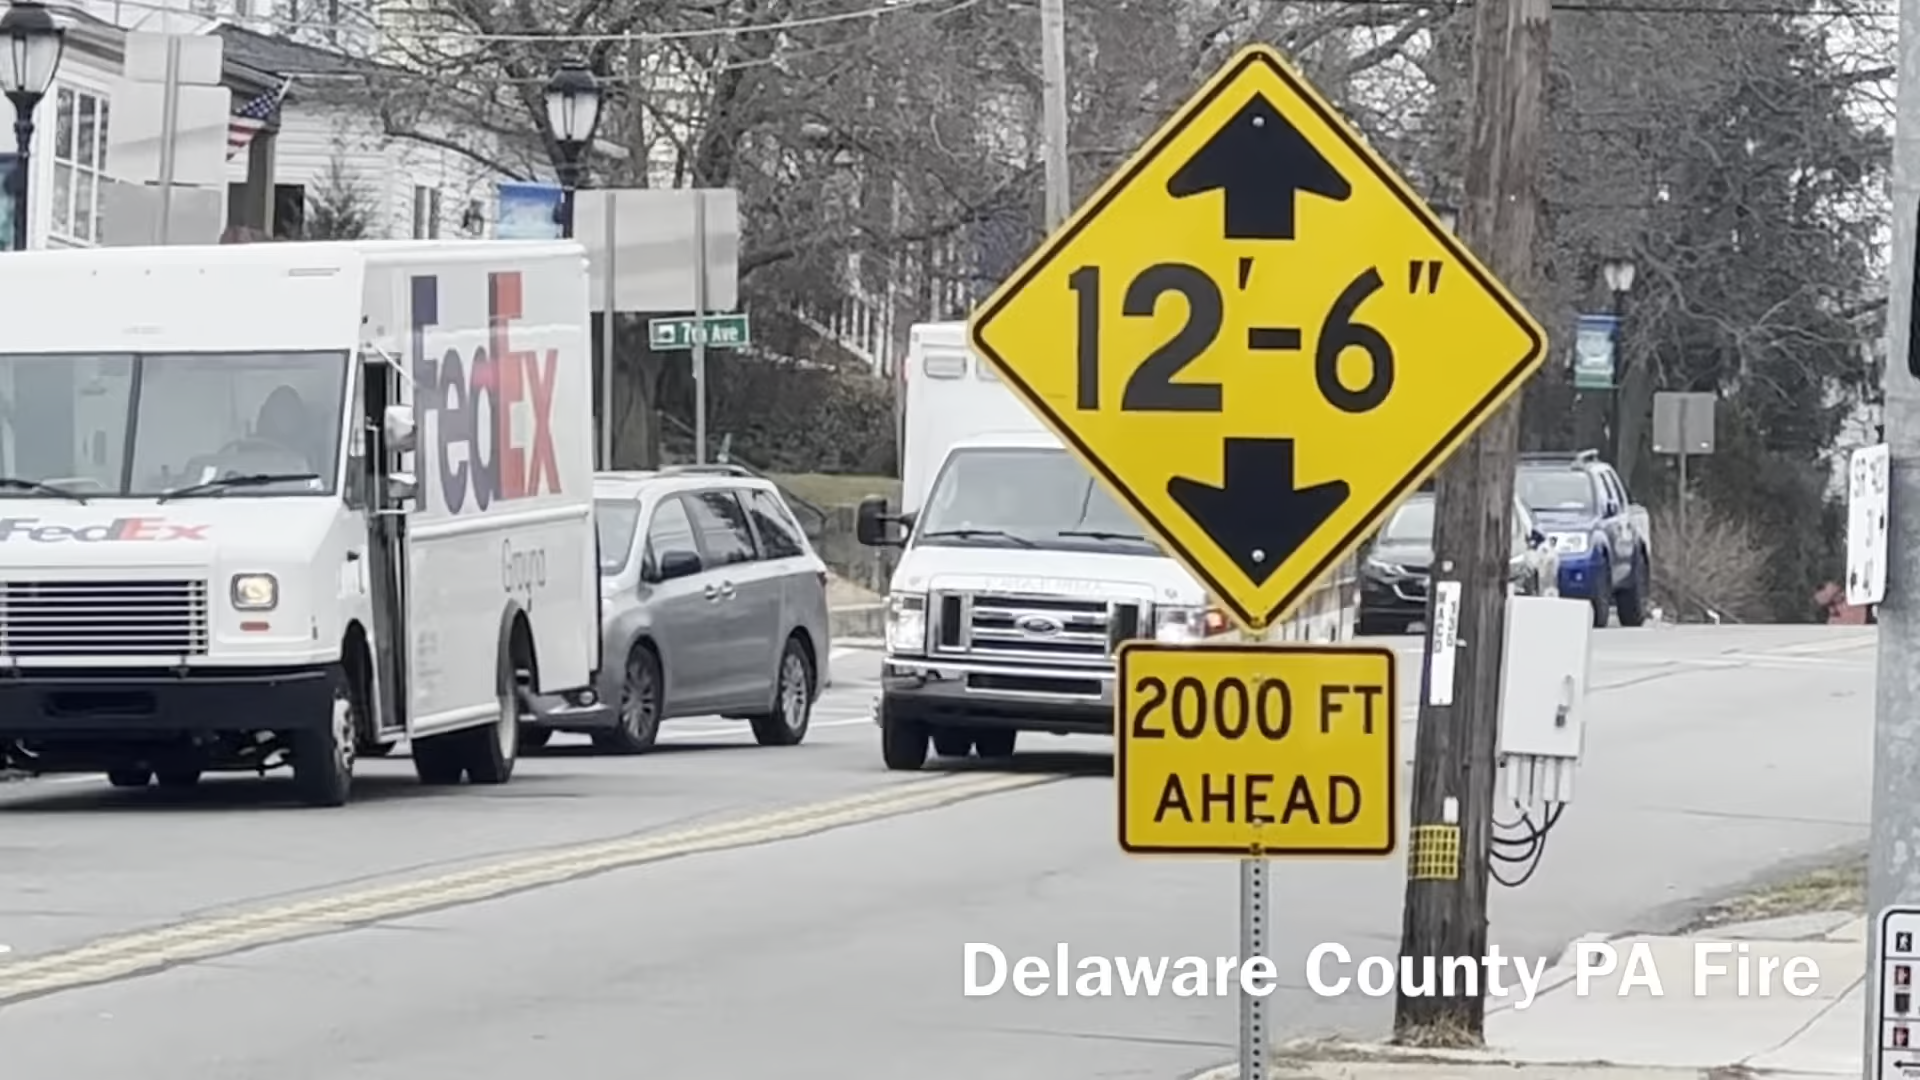 FedEx
FedEx
Ground
7th Ave
12'-6"
2000 FT
AHEAD
Delaware County PA Fire